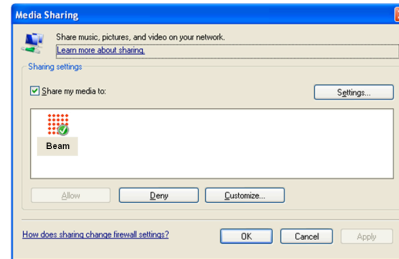 Media Sharing
Share music, pictures, and video on your network.
Learn more about sharing.
Sharing settings
Share my media to:
Settings...
Beam
Allow
Deny
Customize...
How does sharing change firewall settings?
OK
Cancel
Apply